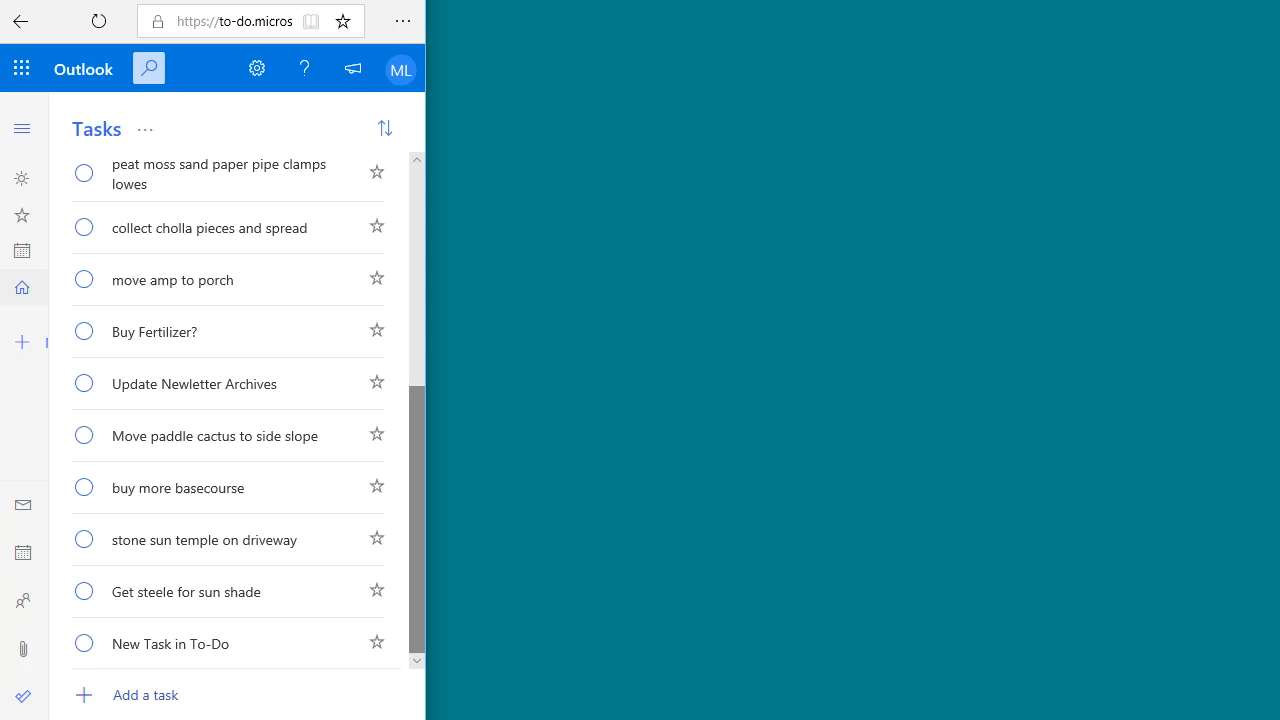 https://to-do.micros
Outlook
ML
Tasks
peat moss sand paper pipe clamps
lowes
collect cholla pieces and spread
move amp to porch
Buy Fertilizer?
Update Newletter Archives
Move paddle cactus to side slope
buy more basecourse
stone sun temple on driveway
Get steele for sun shade
New Task in To-Do
Add a task